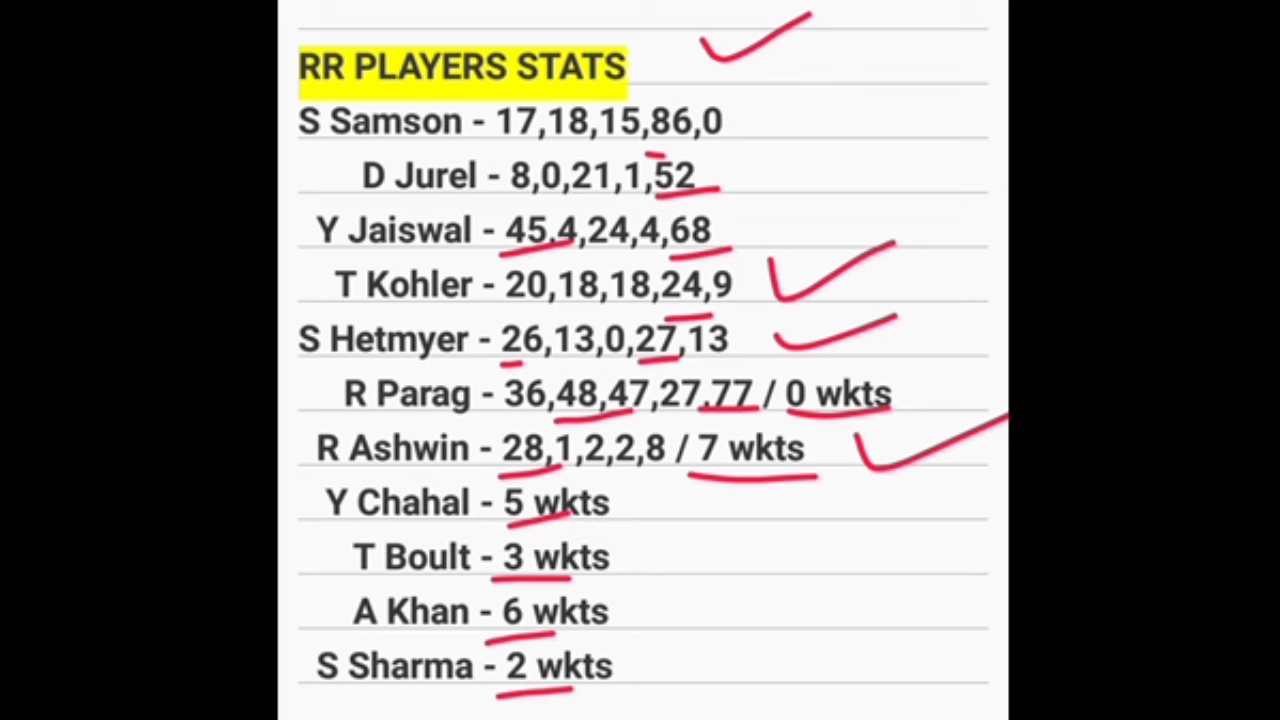 RR PLAYERS STATS
S Samson - 17,18,15,86,0
D Jurel - 8,0,21,1,52
Y Jaiswal - 45,4,24,4,68
T Kohler - 20,18,18,24,9
S Hetmyer - 26,13,0,27,13
R Parag - 36,48,47,27,77 / 0 wkts
R Ashwin - 28,1,2,2,8 / 7 wkts
Y Chahal - 5 wkts
T Boult - 3 wkts
A Khan - 6 wkts
S Sharma - 2 wkts